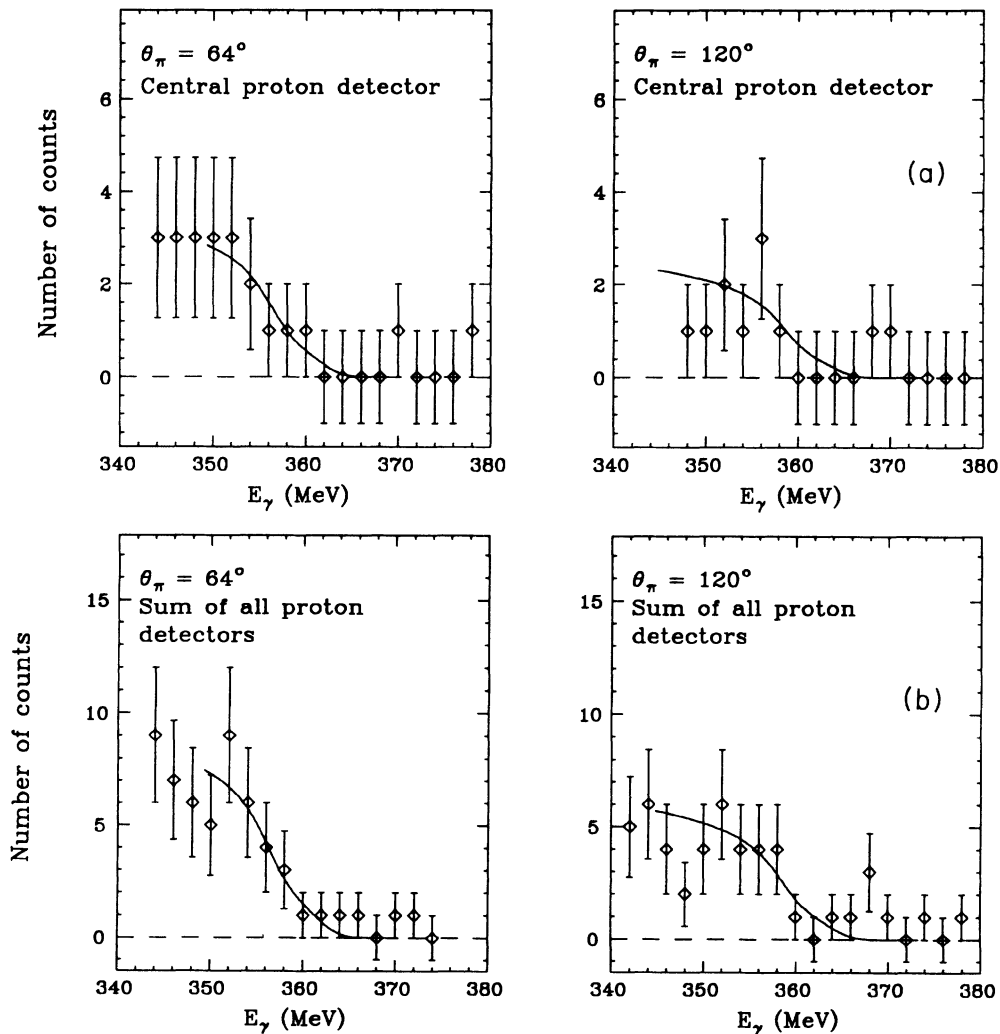 θπ = 64°
Central proton detector
Number of counts
6
4
2
0
340
350
360
370
380
Eγ (MeV)
θπ = 120°
Central proton detector
(a)
6
4
2
0
340
350
360
370
380
Eγ (MeV)
θπ = 64°
Sum of all proton
detectors
Number of counts
15
10
5
0
340
350
360
370
380
Eγ (MeV)
θπ = 120°
Sum of all proton
detectors
(b)
15
10
5
0
340
350
360
370
380
Eγ (MeV)